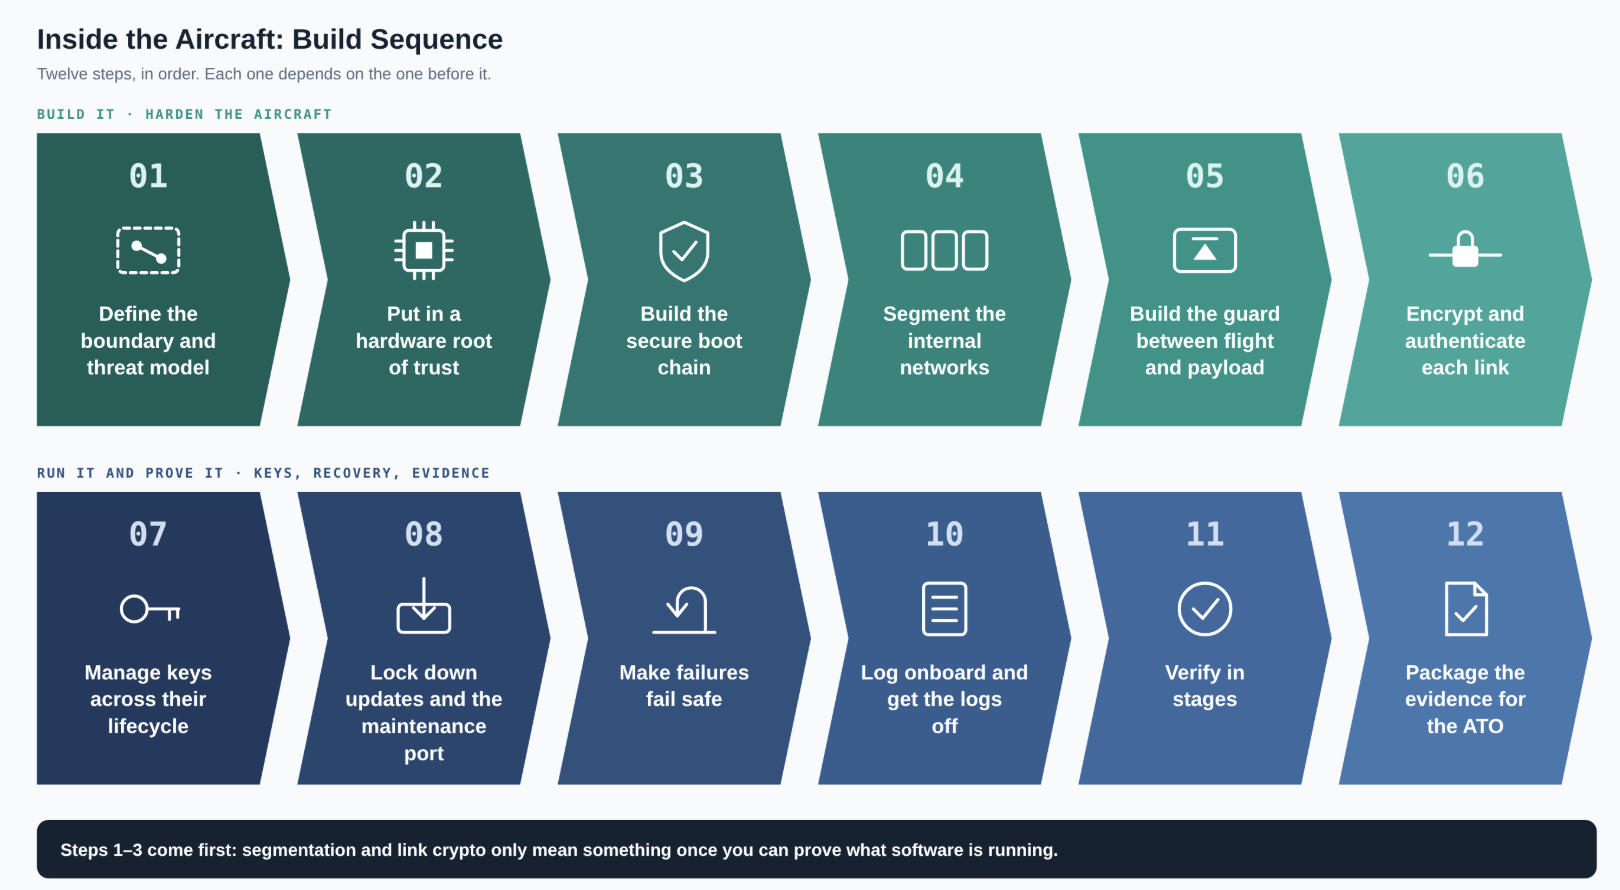 Inside the Aircraft: Build Sequence
Twelve steps, in order. Each one depends on the one before it.
BUILD IT · HARDEN THE AIRCRAFT
01
Define the
boundary and
threat model
02
Put in a
hardware root
of trust
03
Build the
secure boot
chain
04
Segment the
internal
networks
05
Build the guard
between flight
and payload
06
Encrypt and
authenticate
each link
RUN IT AND PROVE IT · KEYS, RECOVERY, EVIDENCE
07
Manage keys
across their
lifecycle
08
Lock down
updates and the
maintenance
port
09
Make failures
fail safe
10
Log onboard and
get the logs
off
11
Verify in
stages
12
Package the
evidence for
the ATO
Steps 1–3 come first: segmentation and link crypto only mean something once you can prove what software is running.